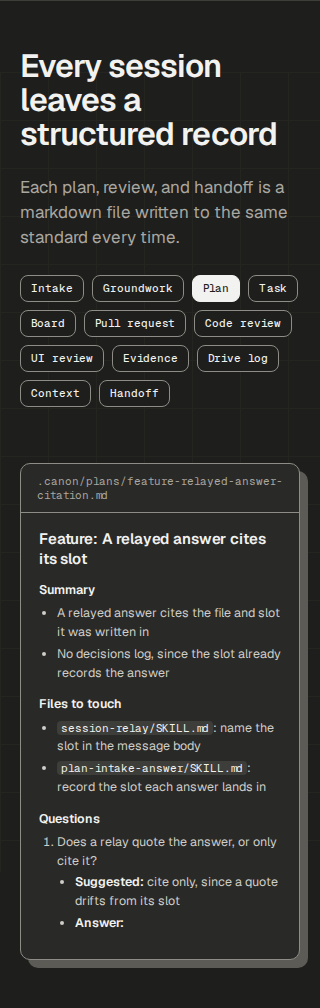 Every session
leaves a
structured record
Each plan, review, and handoff is a
markdown file written to the same
standard every time.
Intake Groundwork Plan Task
Board Pull request Code review
UI review Evidence Drive log
Context Handoff
.canon/plans/feature-relayed-answer-
citation.md
Feature: A relayed answer cites
its slot
Summary
• A relayed answer cites the file and slot
it was written in
• No decisions log, since the slot already
records the answer
Files to touch
• session-relay/SKILL.md: name the
slot in the message body
• plan-intake-answer/SKILL.md:
record the slot each answer lands in
Questions
1. Does a relay quote the answer, or only
cite it?
• Suggested: cite only, since a quote
drifts from its slot
• Answer: